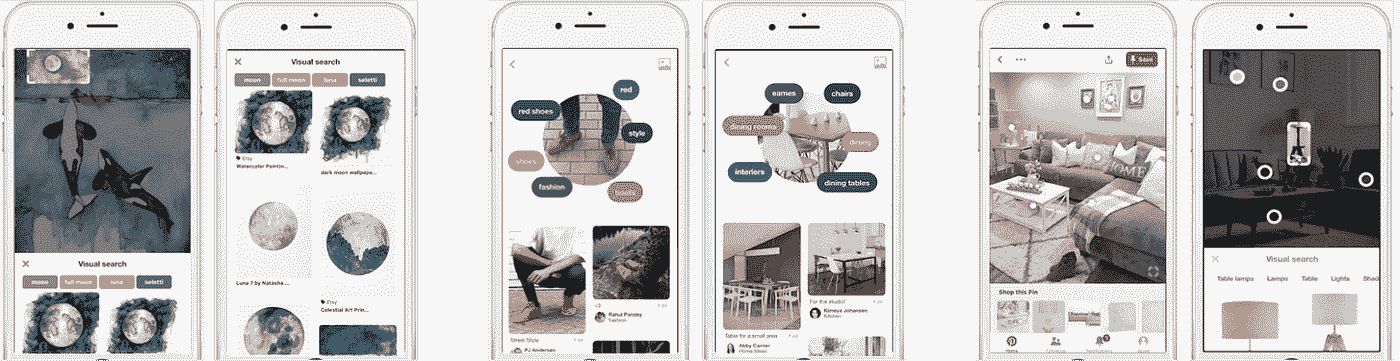 Visual search
moon full moon luna seletti
Visual search
moon full moon luna seletti
Etsy
Watercolor Paintin...
dark moon wallpape...
Luna 7 by Natasha ...
Etsy
Celestial Art Prin...
red
red shoes
style
shoes
fashion
Street Style
PJ Andersen
Rahul Pandey
Fashion
eames
chairs
dining rooms
dining
interiors
dining tables
Table for a small area
Abby Carner
Home Ideas
For the studio!
Kimeya Johansen
Kitchen
Save
HOME
Shop this Pin
Home
Visual search
Table lamps Lamps Table Lights Shad